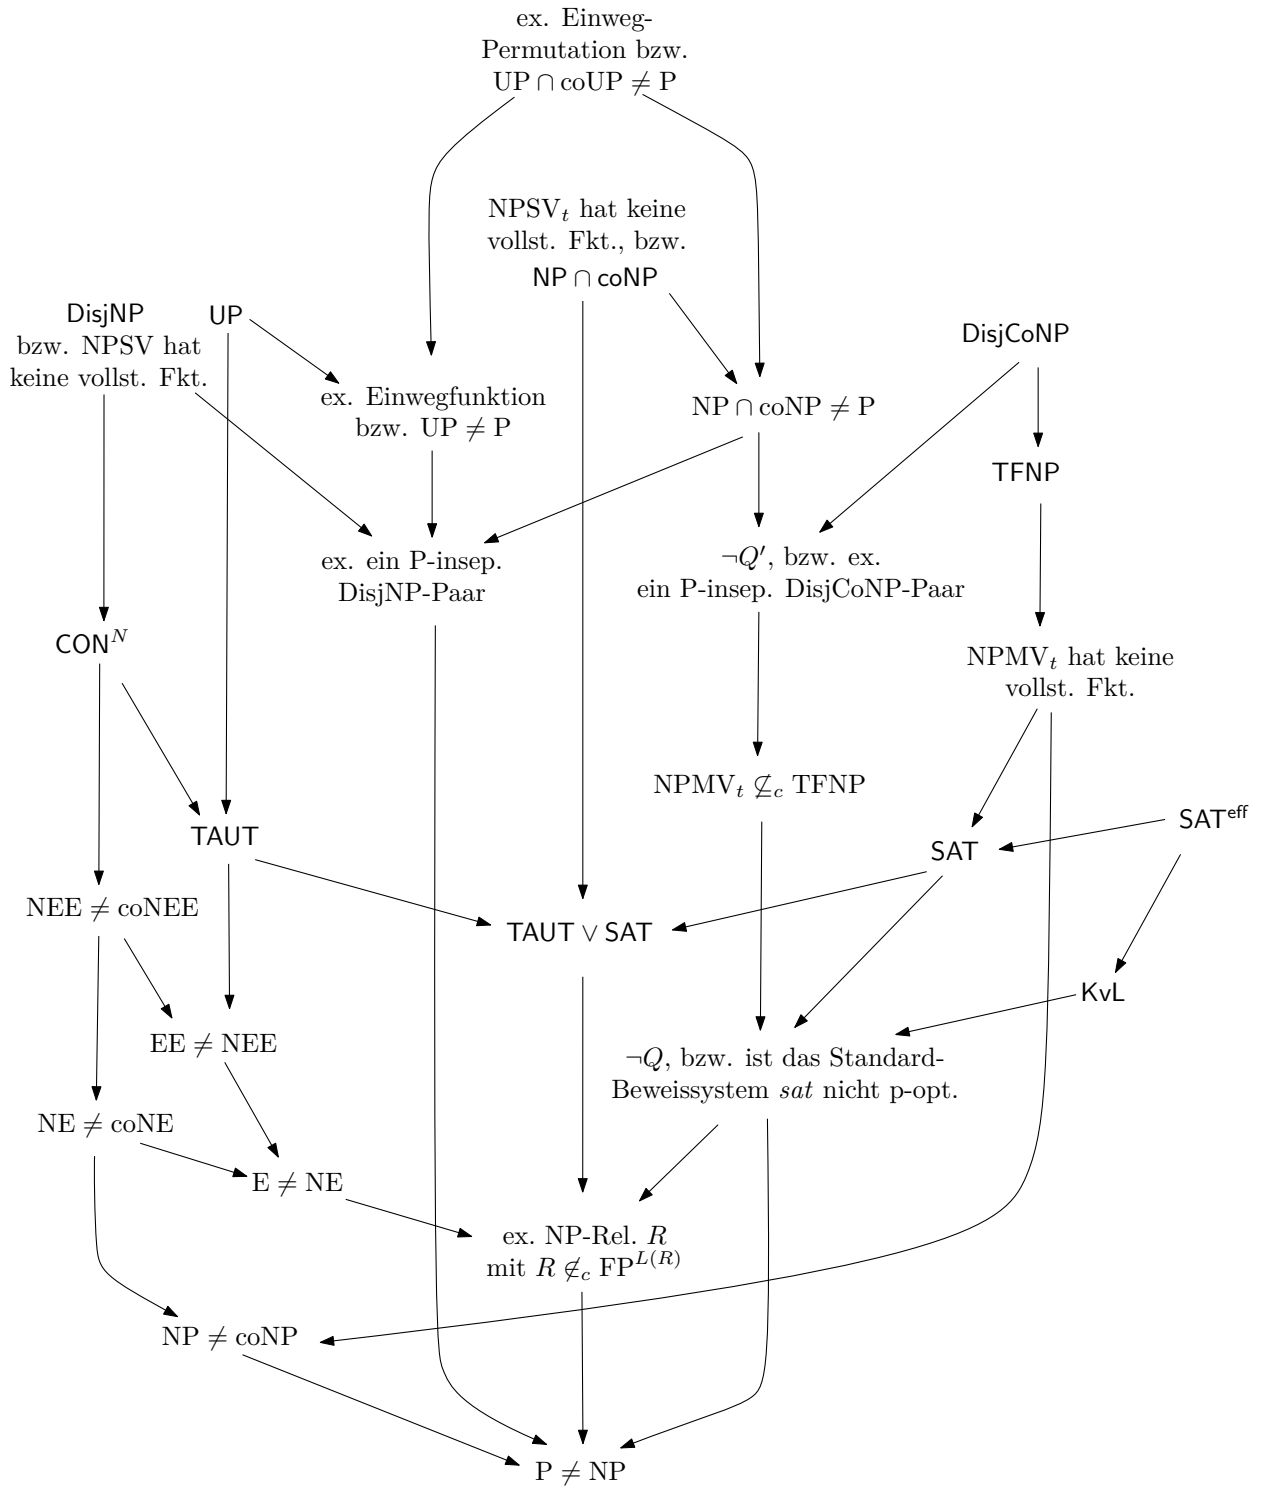 ex. Einweg-
Permutation bzw.
UP ∩ coUP ≠ P
NPSVₜ hat keine
vollst. Fkt., bzw.
NP ∩ coNP
DisjNP
bzw. NPSV hat
keine vollst. Fkt.
UP
DisjCoNP
ex. Einwegfunktion
bzw. UP ≠ P
NP ∩ coNP ≠ P
TFNP
ex. ein P-insep.
DisjNP-Paar
¬Q′, bzw. ex.
ein P-insep. DisjCoNP-Paar
CONᴺ
NPMVₜ hat keine
vollst. Fkt.
NPMVₜ ⊈_c TFNP
TAUT
SAT
SAT^eff
NEE ≠ coNEE
TAUT ∨ SAT
KvL
EE ≠ NEE
¬Q, bzw. ist das Standard-
Beweissystem sat nicht p-opt.
NE ≠ coNE
E ≠ NE
ex. NP-Rel. R
mit R ∉_c FP^L(R)
NP ≠ coNP
P ≠ NP